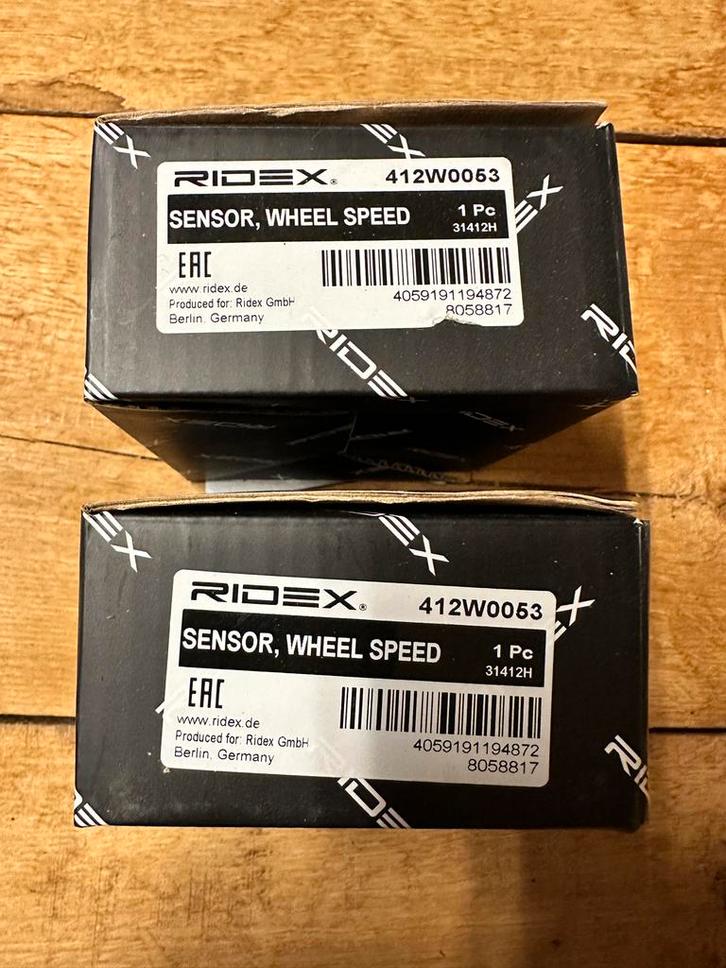 RIDEX® 412W0053
SENSOR, WHEEL SPEED 1 Pc
31412H
EAC
www.ridex.de
Produced for: Ridex GmbH
Berlin, Germany
4059191194872
8058817
RIDEX
RIDEX
RIDEX® 412W0053
SENSOR, WHEEL SPEED 1 Pc
31412H
EAC
www.ridex.de
Produced for: Ridex GmbH
Berlin, Germany
4059191194872
8058817